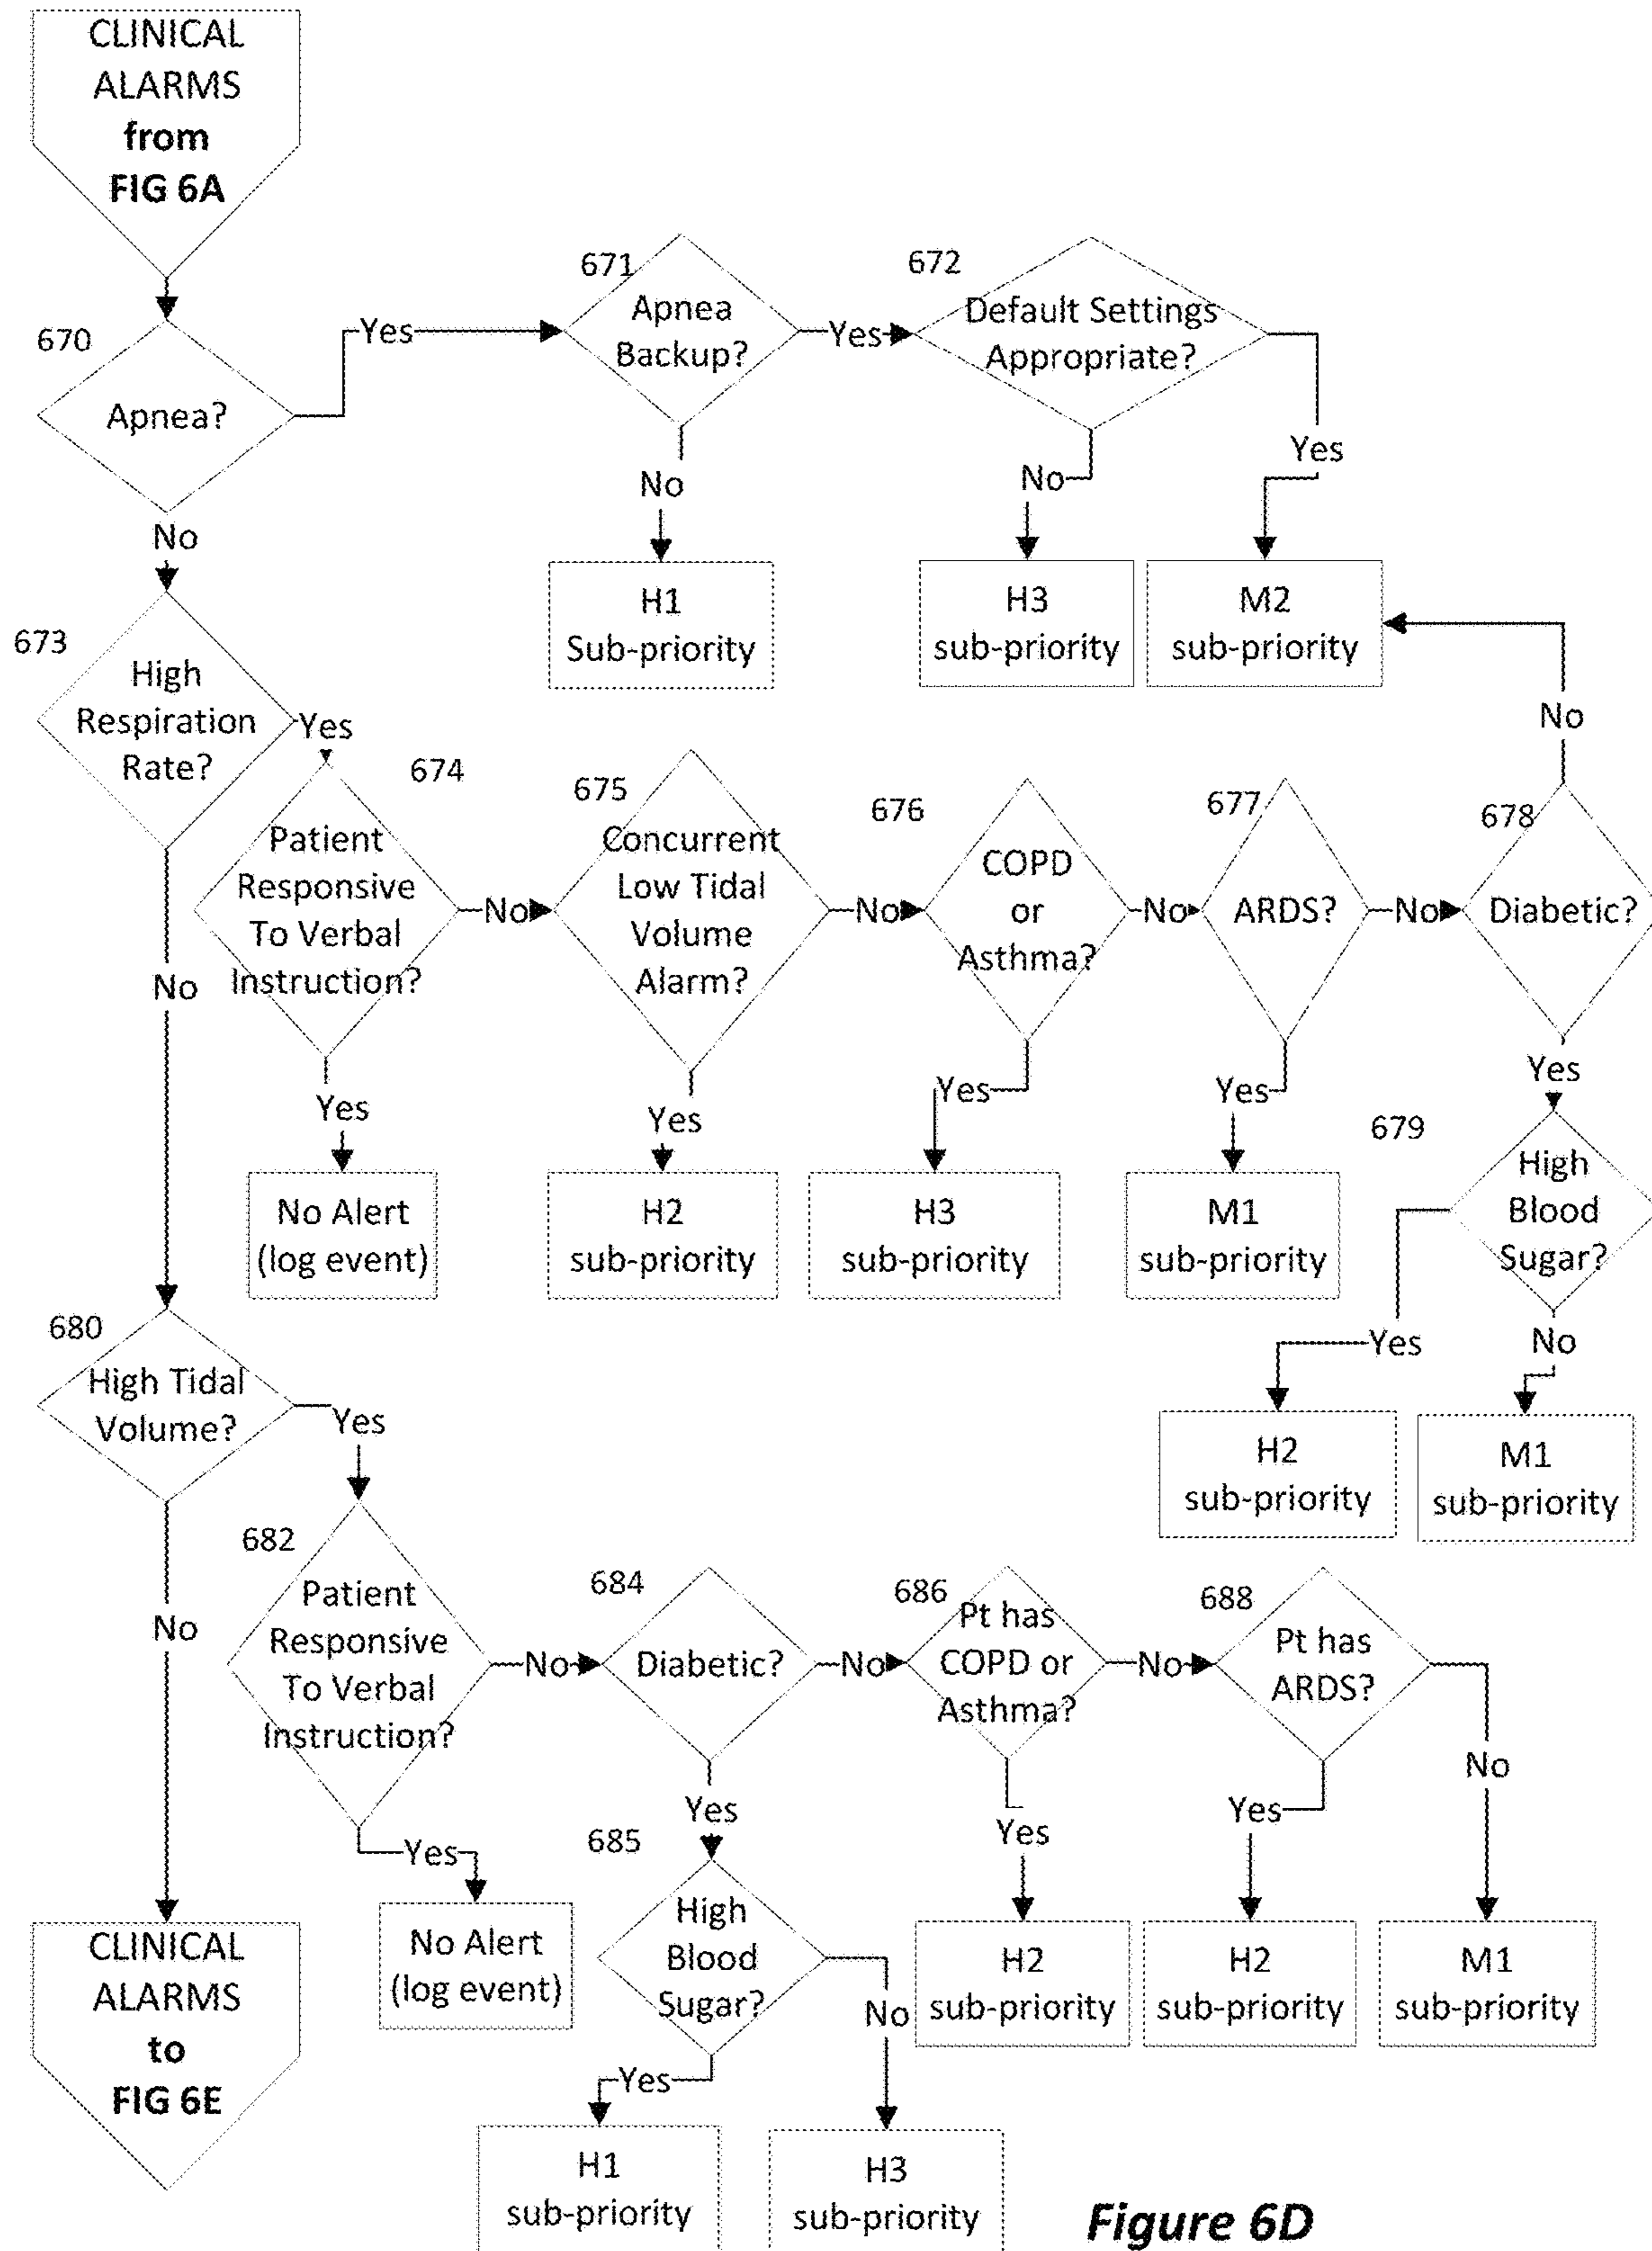 CLINICAL
ALARMS
from
FIG 6A
670
Apnea?
Yes
671
Apnea
Backup?
Yes
672
Default Settings
Appropriate?
No
No
No
Yes
H1
Sub-priority
H3
sub-priority
M2
sub-priority
673
High
Respiration
Rate?
Yes
No
674
Patient
Responsive
To Verbal
Instruction?
No
675
Concurrent
Low Tidal
Volume
Alarm?
No
676
COPD
or
Asthma?
No
677
ARDS?
No
678
Diabetic?
No
Yes
Yes
Yes
Yes
Yes
No Alert
(log event)
H2
sub-priority
H3
sub-priority
M1
sub-priority
679
High
Blood
Sugar?
Yes
No
H2
sub-priority
M1
sub-priority
680
High Tidal
Volume?
Yes
No
682
Patient
Responsive
To Verbal
Instruction?
No
684
Diabetic?
No
686
Pt has
COPD or
Asthma?
No
688
Pt has
ARDS?
No
Yes
Yes
Yes
Yes
No Alert
(log event)
685
High
Blood
Sugar?
No
Yes
H2
sub-priority
H2
sub-priority
M1
sub-priority
CLINICAL
ALARMS
to
FIG 6E
H1
sub-priority
H3
sub-priority
Figure 6D